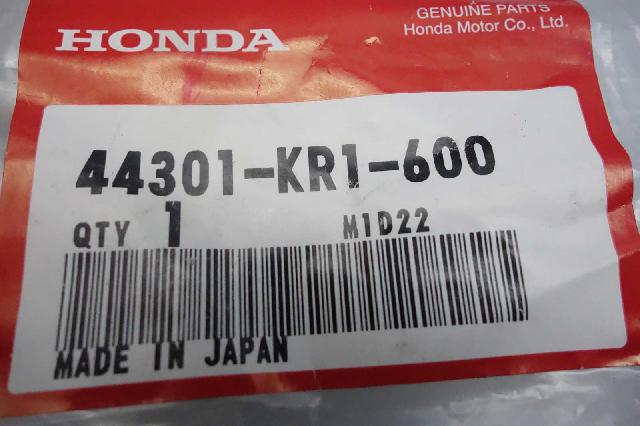 HONDA
GENUINE PARTS
Honda Motor Co., Ltd.
44301-KR1-600
QTY 1 M1D22
MADE IN JAPAN